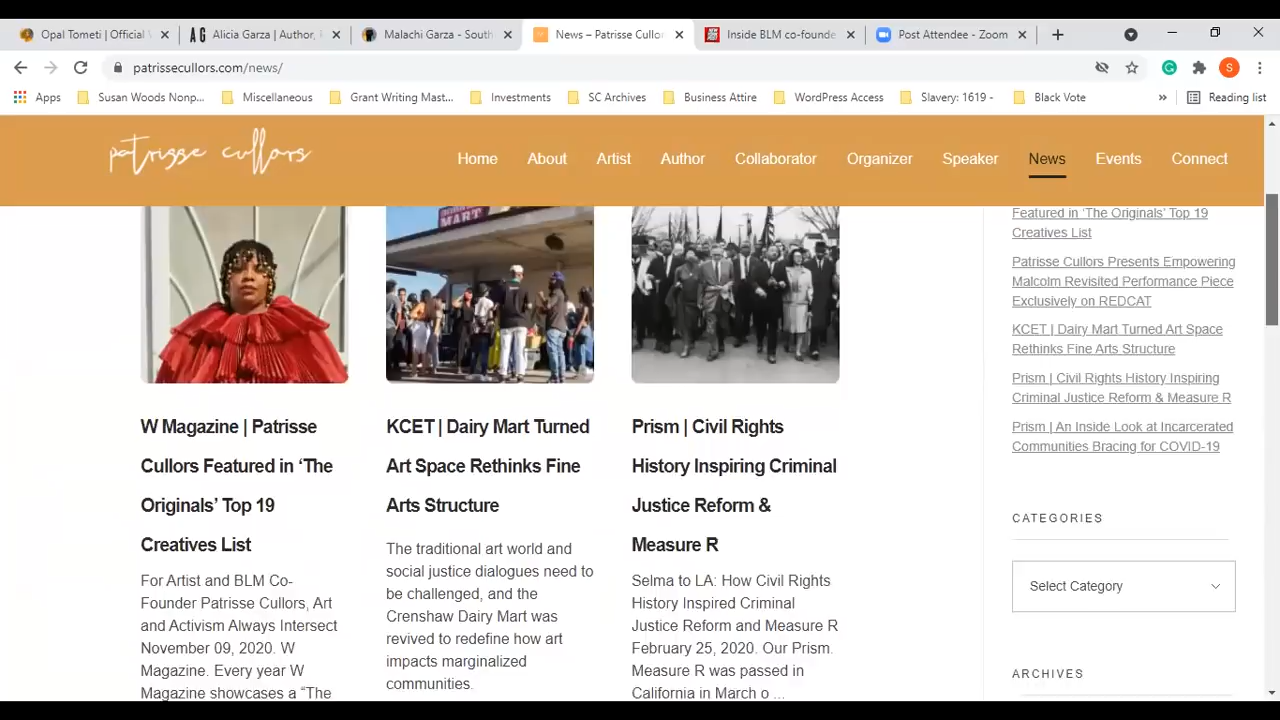 Opal Tometi | Official
Alicia Garza | Author,
Malachi Garza - South
News – Patrisse Cullor
Inside BLM co-founde
Post Attendee - Zoom
patrissecullors.com/news/
S
Apps
Susan Woods Nonp...
Miscellaneous
Grant Writing Mast...
Investments
SC Archives
Business Attire
WordPress Access
Slavery: 1619 -
Black Vote
»
Reading list
patrisse cullors
Home
About
Artist
Author
Collaborator
Organizer
Speaker
News
Events
Connect
MART
W Magazine | Patrisse
Cullors Featured in ‘The
Originals’ Top 19
Creatives List
For Artist and BLM Co-
Founder Patrisse Cullors, Art
and Activism Always Intersect
November 09, 2020. W
Magazine. Every year W
Magazine showcases a “The
KCET | Dairy Mart Turned
Art Space Rethinks Fine
Arts Structure
The traditional art world and
social justice dialogues need to
be challenged, and the
Crenshaw Dairy Mart was
revived to redefine how art
impacts marginalized
communities.
Prism | Civil Rights
History Inspiring Criminal
Justice Reform &
Measure R
Selma to LA: How Civil Rights
History Inspired Criminal
Justice Reform and Measure R
February 25, 2020. Our Prism.
Measure R was passed in
California in March o ...
Featured in ‘The Originals’ Top 19
Creatives List
Patrisse Cullors Presents Empowering
Malcolm Revisited Performance Piece
Exclusively on REDCAT
KCET | Dairy Mart Turned Art Space
Rethinks Fine Arts Structure
Prism | Civil Rights History Inspiring
Criminal Justice Reform & Measure R
Prism | An Inside Look at Incarcerated
Communities Bracing for COVID-19
CATEGORIES
Select Category
ARCHIVES